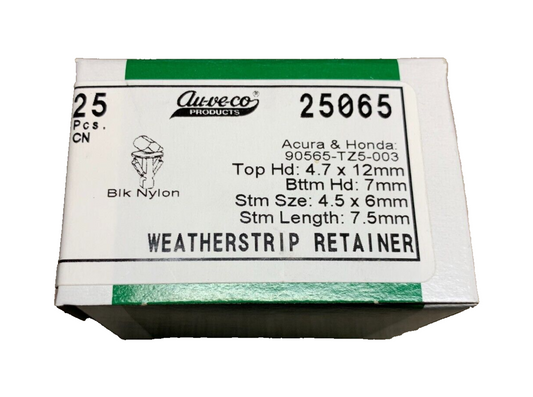 25
Pcs.
CN
Au-ve-co®
PRODUCTS
25065
Acura & Honda:
90565-TZ5-003
Top Hd: 4.7 x 12mm
Bttm Hd: 7mm
Stm Sze: 4.5 x 6mm
Stm Length: 7.5mm
Blk Nylon
WEATHERSTRIP RETAINER